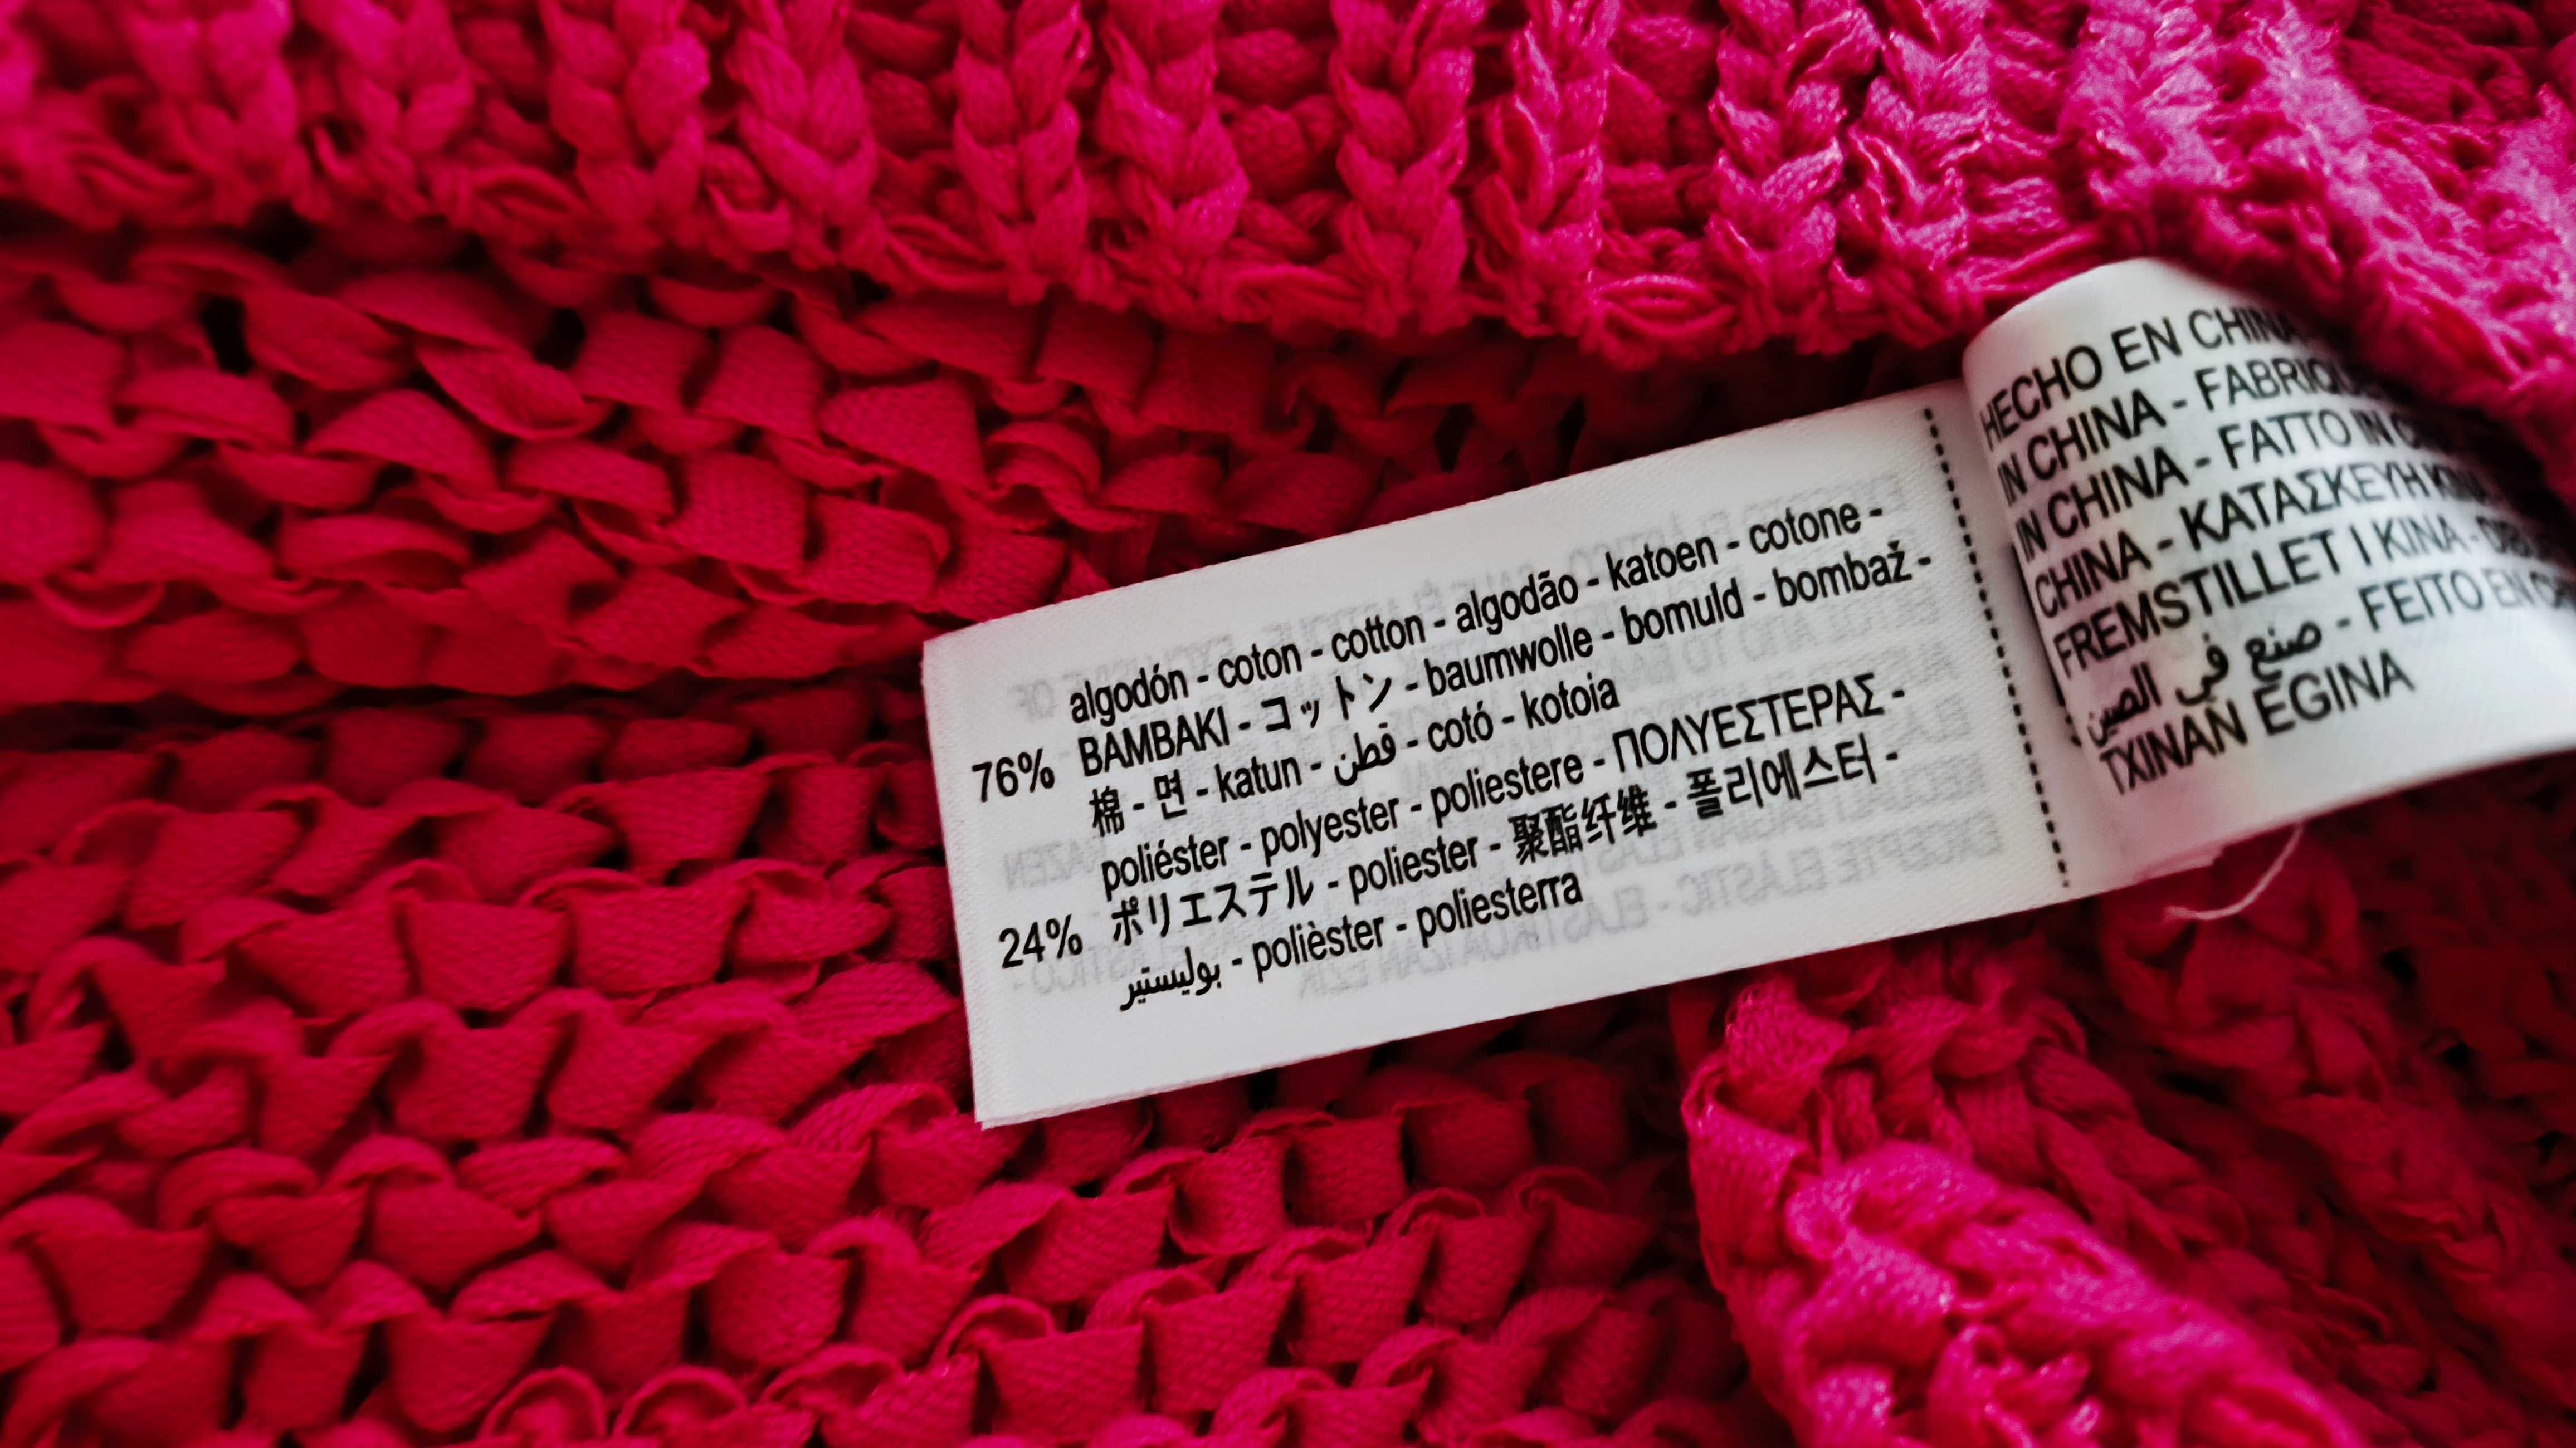 algodón - coton - cotton - algodão - katoen - cotone -
76% BAMBAKI - コットン - baumwolle - bomuld - bombaž -
棉 - 면 - katun - قطن - cotó - kotoia
poliéster - polyester - poliestere - ΠΟΛΥΕΣΤΕΡΑΣ -
24% ポリエステル - poliester - 聚酯纤维 - 폴리에스터 -
بوليستير - polièster - poliesterra
HECHO EN CHINA
IN CHINA -
IN CHINA - FATTO IN
CHINA - ΚΑΤΑΣΚΕΥΗ
FREMSTILLET I KINA -
صنع في الصين - FEITO EN
TXINAN EGINA